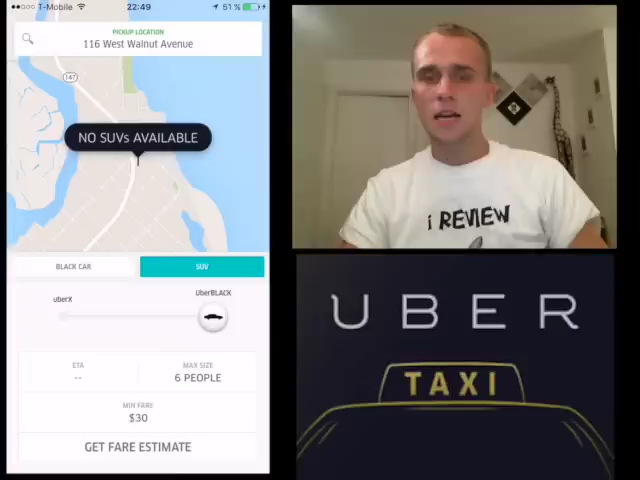 T-Mobile 22:49 51%
PICKUP LOCATION
116 West Walnut Avenue
147
NO SUVs AVAILABLE
BLACK CAR SUV
uberX UberBLACK
ETA MAX SIZE
-- 6 PEOPLE
MIN FARE
$30
GET FARE ESTIMATE
i REVIEW
UBER
TAXI